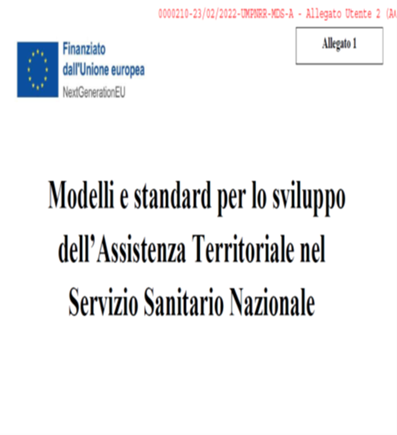 0000210-23/02/2022-UMPNRR-MDS-A - Allegato Utente 2 (A
Allegato 1
Finanziato
dall'Unione europea
NextGenerationEU
Modelli e standard per lo sviluppo
dell'Assistenza Territoriale nel
Servizio Sanitario Nazionale